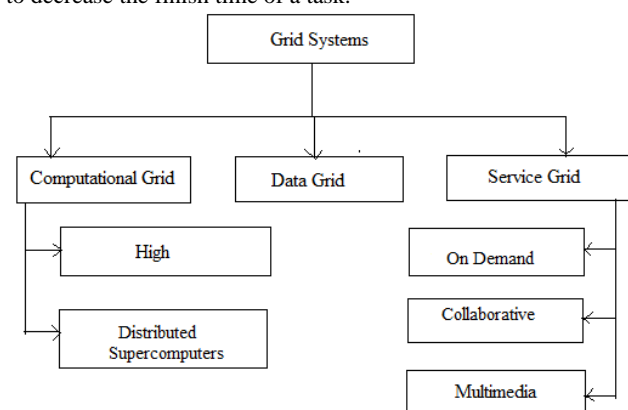 to decrease the finish time of a task.
Grid Systems
Computational Grid
Data Grid
Service Grid
High
On Demand
Distributed
Supercomputers
Collaborative
Multimedia